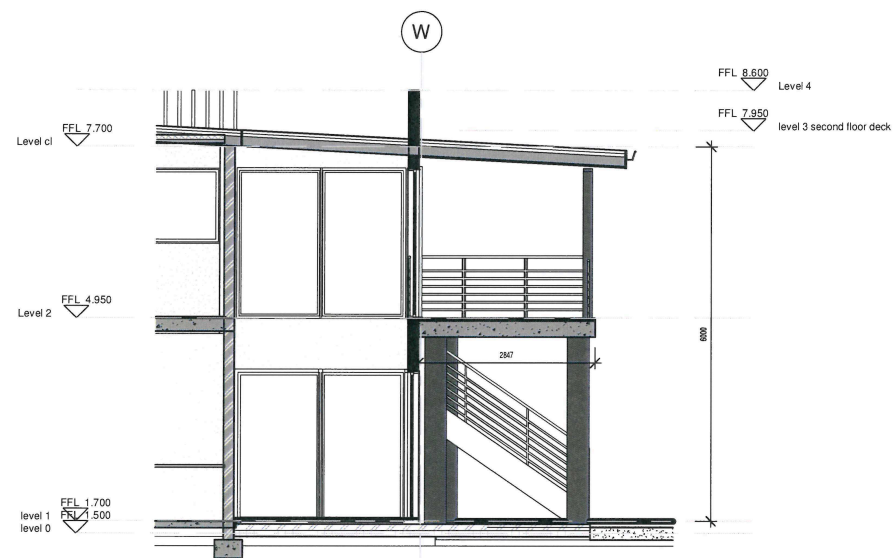 W
FFL 8.600
Level 4
FFL 7.950
level 3 second floor deck
FFL 7.700
Level cl
FFL 4.950
Level 2
2847
6000
FFL 1.700
level 1
FFL 1.500
level 0